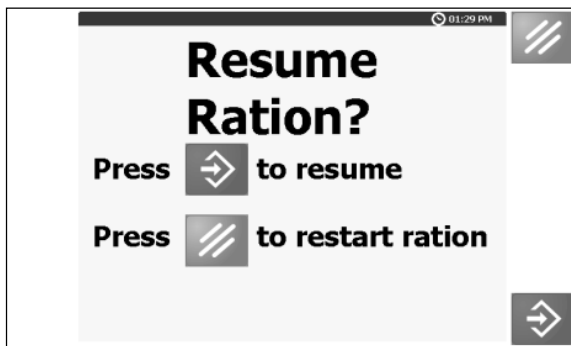 01:29 PM
Resume
Ration?
Press to resume
Press to restart ration